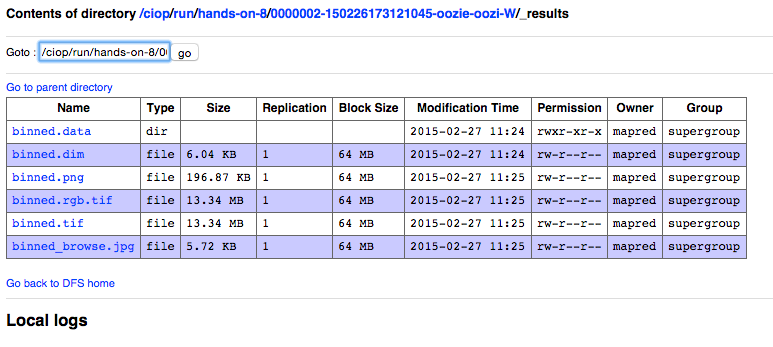 Contents of directory /ciop/run/hands-on-8/0000002-150226173121045-oozie-oozi-W/_results
Goto : /ciop/run/hands-on-8/00 go
Go to parent directory
Name Type Size Replication Block Size Modification Time Permission Owner Group
binned.data dir 2015-02-27 11:24 rwxr-xr-x mapred supergroup
binned.dim file 6.04 KB 1 64 MB 2015-02-27 11:24 rw-r--r-- mapred supergroup
binned.png file 196.87 KB 1 64 MB 2015-02-27 11:25 rw-r--r-- mapred supergroup
binned.rgb.tif file 13.34 MB 1 64 MB 2015-02-27 11:25 rw-r--r-- mapred supergroup
binned.tif file 13.34 MB 1 64 MB 2015-02-27 11:25 rw-r--r-- mapred supergroup
binned_browse.jpg file 5.72 KB 1 64 MB 2015-02-27 11:25 rw-r--r-- mapred supergroup
Go back to DFS home
Local logs